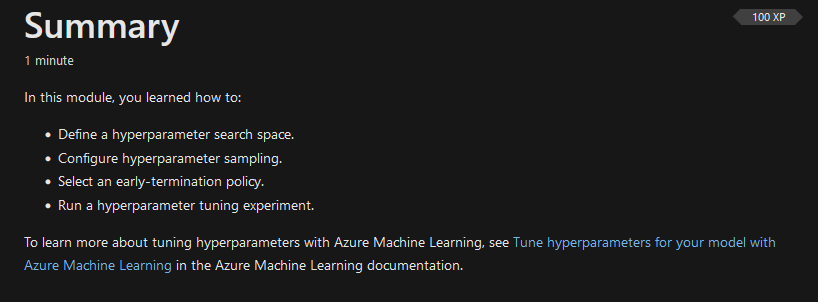 Summary
100 XP
1 minute
In this module, you learned how to:
• Define a hyperparameter search space.
• Configure hyperparameter sampling.
• Select an early-termination policy.
• Run a hyperparameter tuning experiment.
To learn more about tuning hyperparameters with Azure Machine Learning, see Tune hyperparameters for your model with
Azure Machine Learning in the Azure Machine Learning documentation.